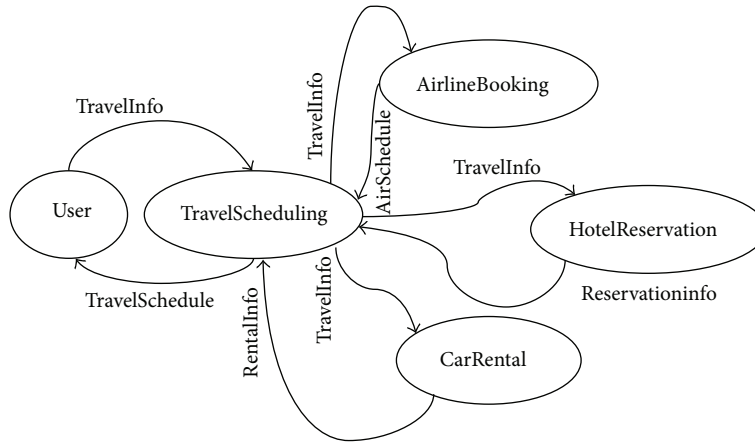 TravelInfo
TravelInfo
AirlineBooking
AirSchedule
TravelInfo
User
TravelScheduling
HotelReservation
TravelSchedule
RentalInfo
TravelInfo
Reservationinfo
CarRental